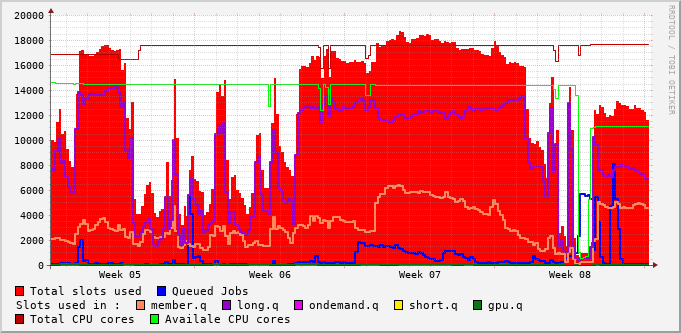 20000
18000
16000
14000
12000
10000
8000
6000
4000
2000
0
Week 05 Week 06 Week 07 Week 08
RRDTOOL / TOBI OETIKER
Total slots used Queued Jobs
Slots used in : member.q long.q ondemand.q short.q gpu.q
Total CPU cores Availale CPU cores